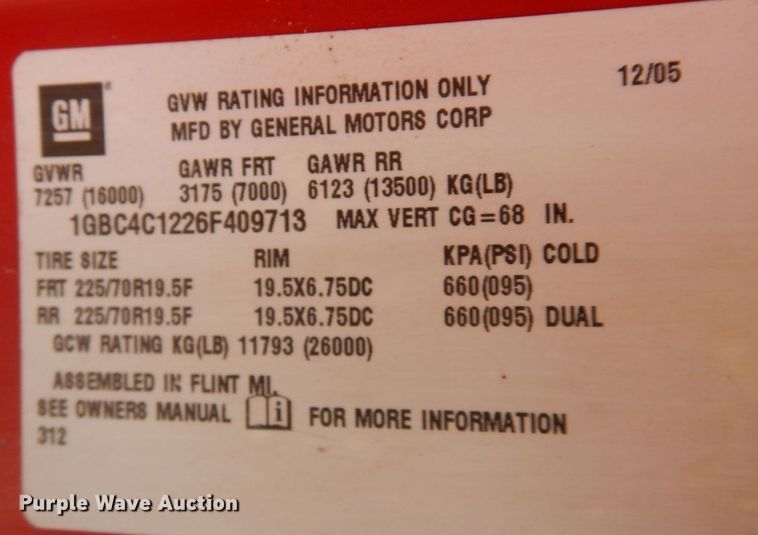 GM
GVW RATING INFORMATION ONLY 12/05
MFD BY GENERAL MOTORS CORP
GVWR GAWR FRT GAWR RR
7257 (16000) 3175 (7000) 6123 (13500) KG(LB)
1GBC4C1226F409713 MAX VERT CG=68 IN.
TIRE SIZE RIM KPA(PSI) COLD
FRT 225/70R19.5F 19.5X6.75DC 660(095)
RR 225/70R19.5F 19.5X6.75DC 660(095) DUAL
GCW RATING KG(LB) 11793 (26000)
ASSEMBLED IN FLINT MI.
SEE OWNERS MANUAL i FOR MORE INFORMATION
312
Purple Wave Auction